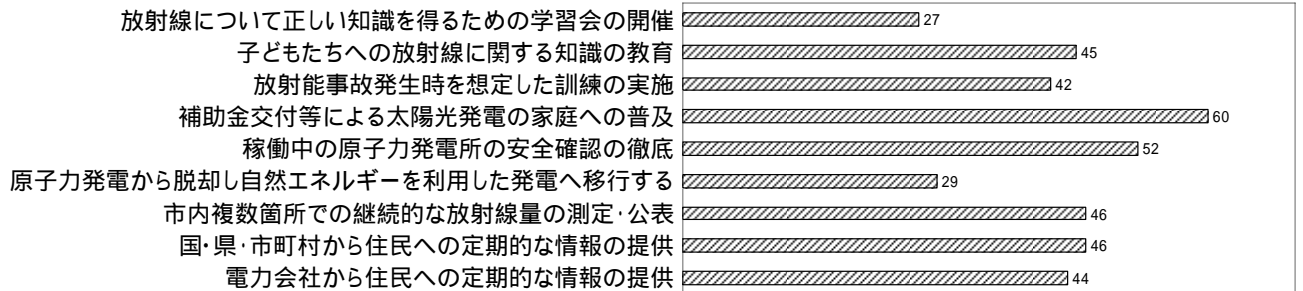 放射線について正しい知識を得るための学習会の開催 27
子どもたちへの放射線に関する知識の教育 45
放射能事故発生時を想定した訓練の実施 42
補助金交付等による太陽光発電の家庭への普及 60
稼働中の原子力発電所の安全確認の徹底 52
原子力発電から脱却し自然エネルギーを利用した発電へ移行する 29
市内複数箇所での継続的な放射線量の測定・公表 46
国・県・市町村から住民への定期的な情報の提供 46
電力会社から住民への定期的な情報の提供 44